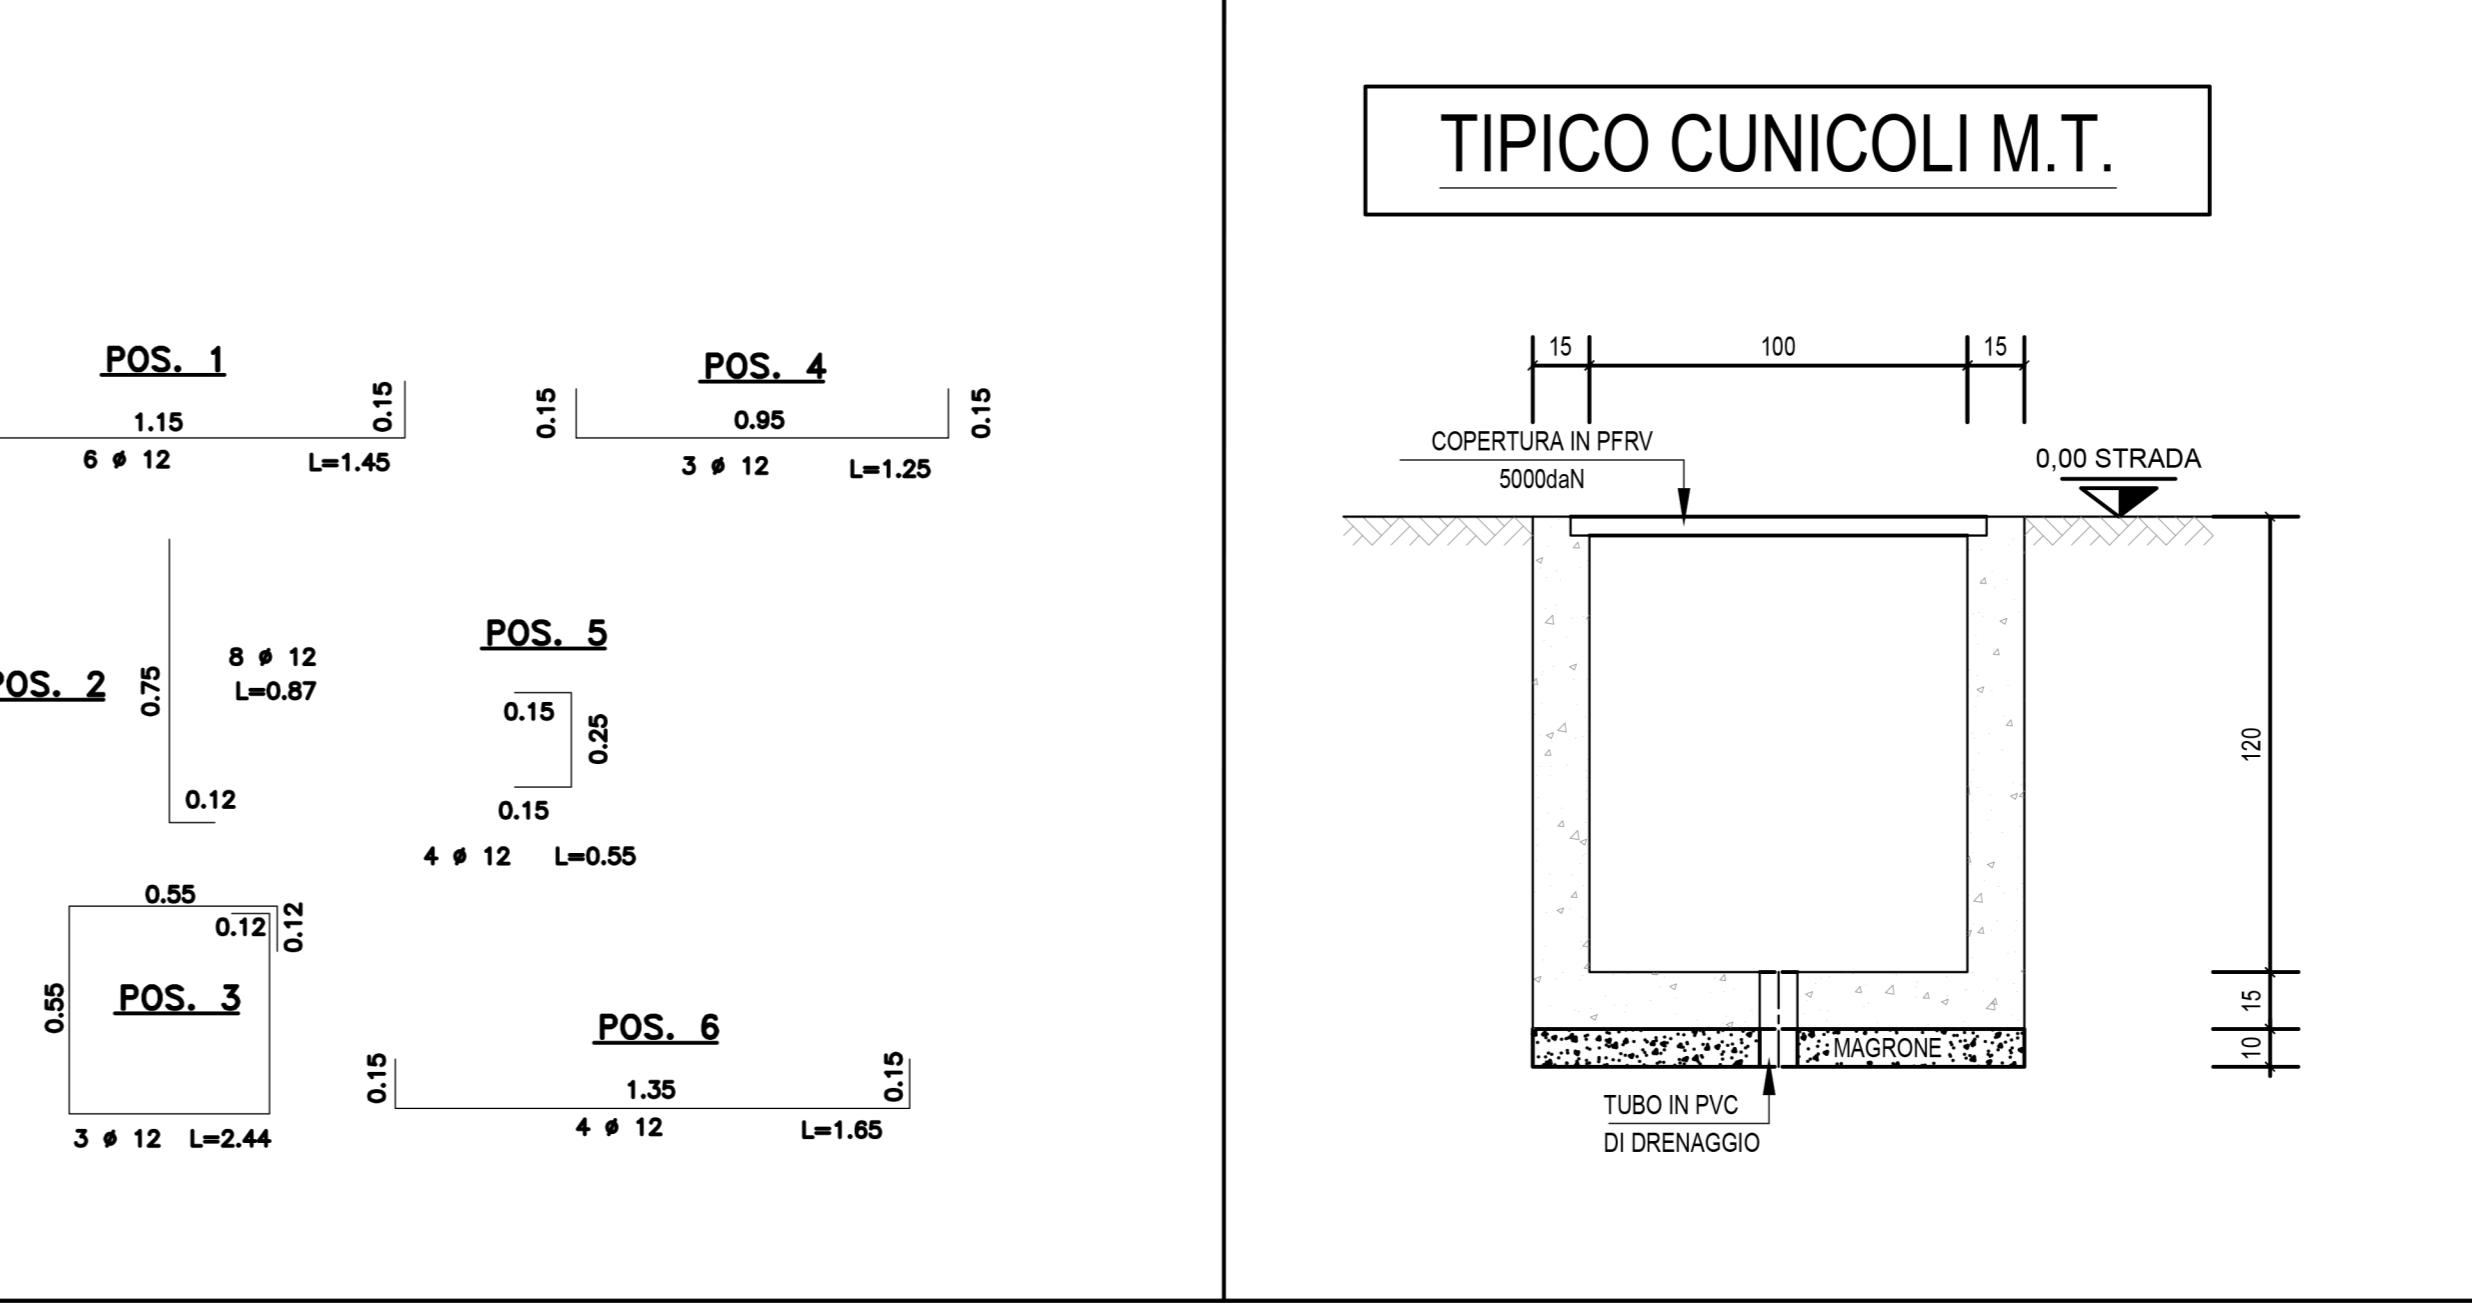 POS. 1
1.15
0.15
6 ø 12 L=1.45
POS. 4
0.15
0.95
0.15
3 ø 12 L=1.25
POS. 2
0.75
8 ø 12
L=0.87
0.12
POS. 5
0.15
0.25
0.15
4 ø 12 L=0.55
0.55
0.12
0.12
0.55
POS. 3
3 ø 12 L=2.44
POS. 6
0.15
1.35
0.15
4 ø 12 L=1.65
TIPICO CUNICOLI M.T.
15 100 15
COPERTURA IN PFRV
5000daN
0,00 STRADA
120
15
10
MAGRONE
TUBO IN PVC
DI DRENAGGIO